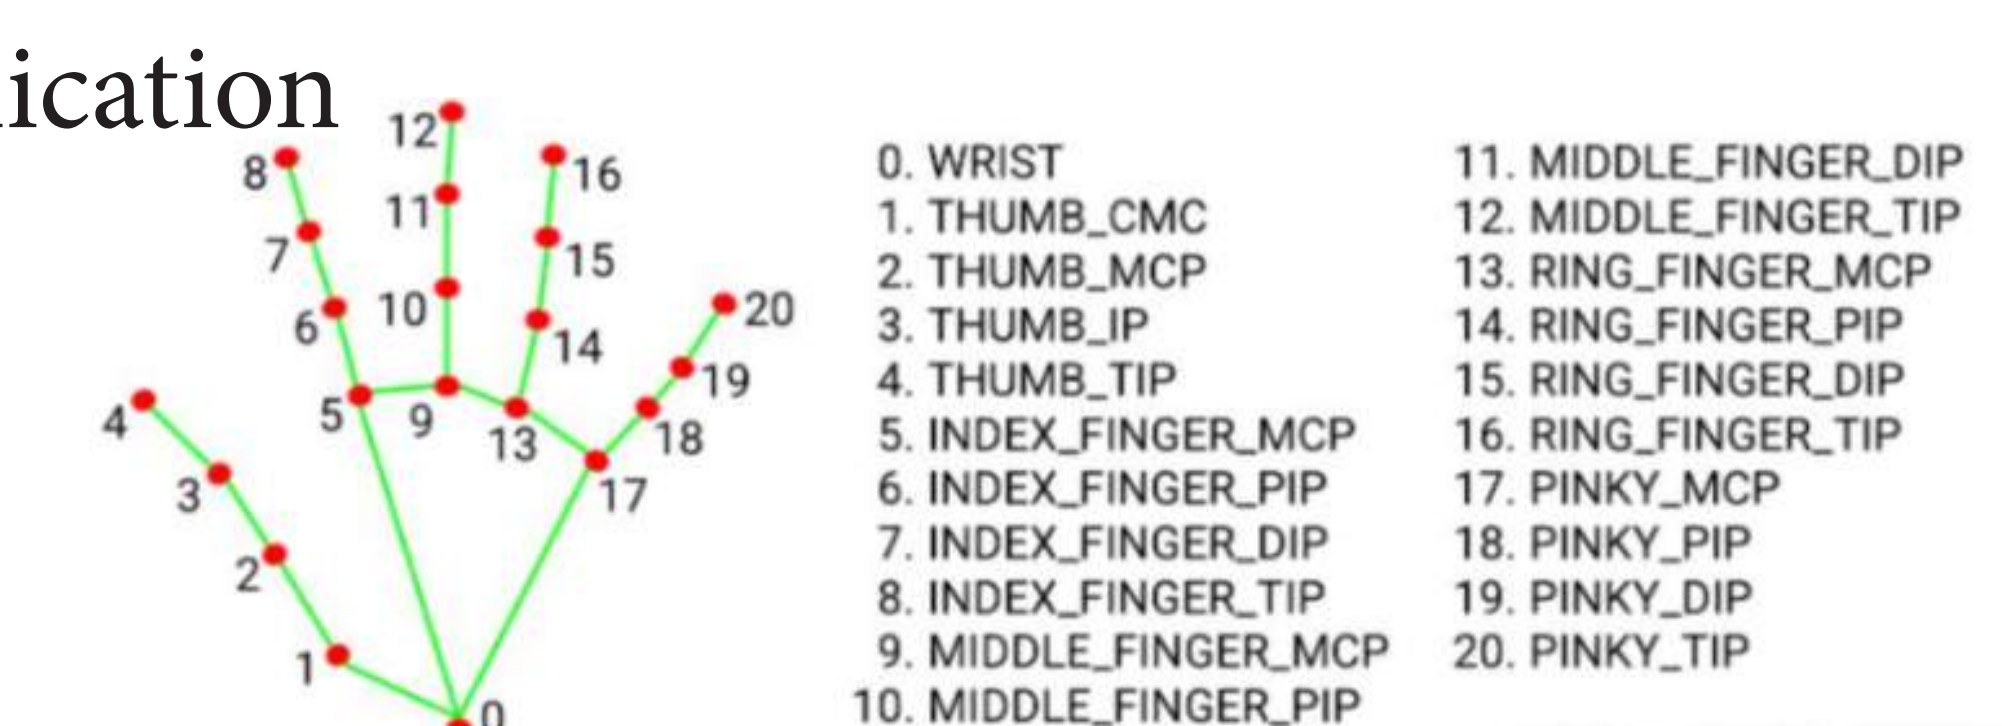 ication
12
8
16
11
7
15
10
20
6
14
19
4
5
9
18
13
3
17
2
1
0
0. WRIST
1. THUMB_CMC
2. THUMB_MCP
3. THUMB_IP
4. THUMB_TIP
5. INDEX_FINGER_MCP
6. INDEX_FINGER_PIP
7. INDEX_FINGER_DIP
8. INDEX_FINGER_TIP
9. MIDDLE_FINGER_MCP
10. MIDDLE_FINGER_PIP
11. MIDDLE_FINGER_DIP
12. MIDDLE_FINGER_TIP
13. RING_FINGER_MCP
14. RING_FINGER_PIP
15. RING_FINGER_DIP
16. RING_FINGER_TIP
17. PINKY_MCP
18. PINKY_PIP
19. PINKY_DIP
20. PINKY_TIP